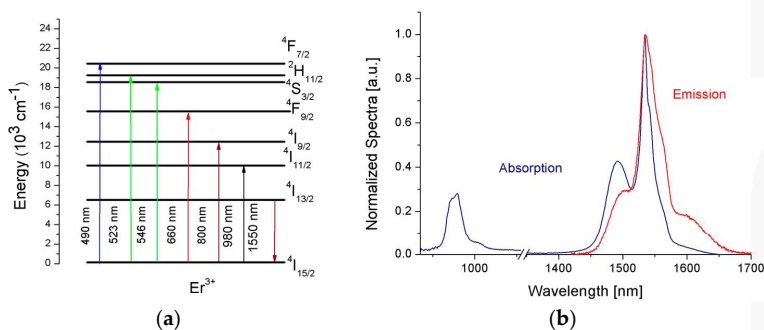 24
22
20
18
16
14
12
10
8
6
4
2
0
Energy (10³ cm⁻¹)
⁴F₇/₂
²H₁₁/₂
⁴S₃/₂
⁴F₉/₂
⁴I₉/₂
⁴I₁₁/₂
⁴I₁₃/₂
⁴I₁₅/₂
490 nm
523 nm
546 nm
660 nm
800 nm
980 nm
1550 nm
Er³⁺
(a)
1.0
0.8
0.6
0.4
0.2
0.0
Normalized Spectra [a.u.]
Emission
Absorption
1000 1400 1500 1600 1700
Wavelength [nm]
(b)